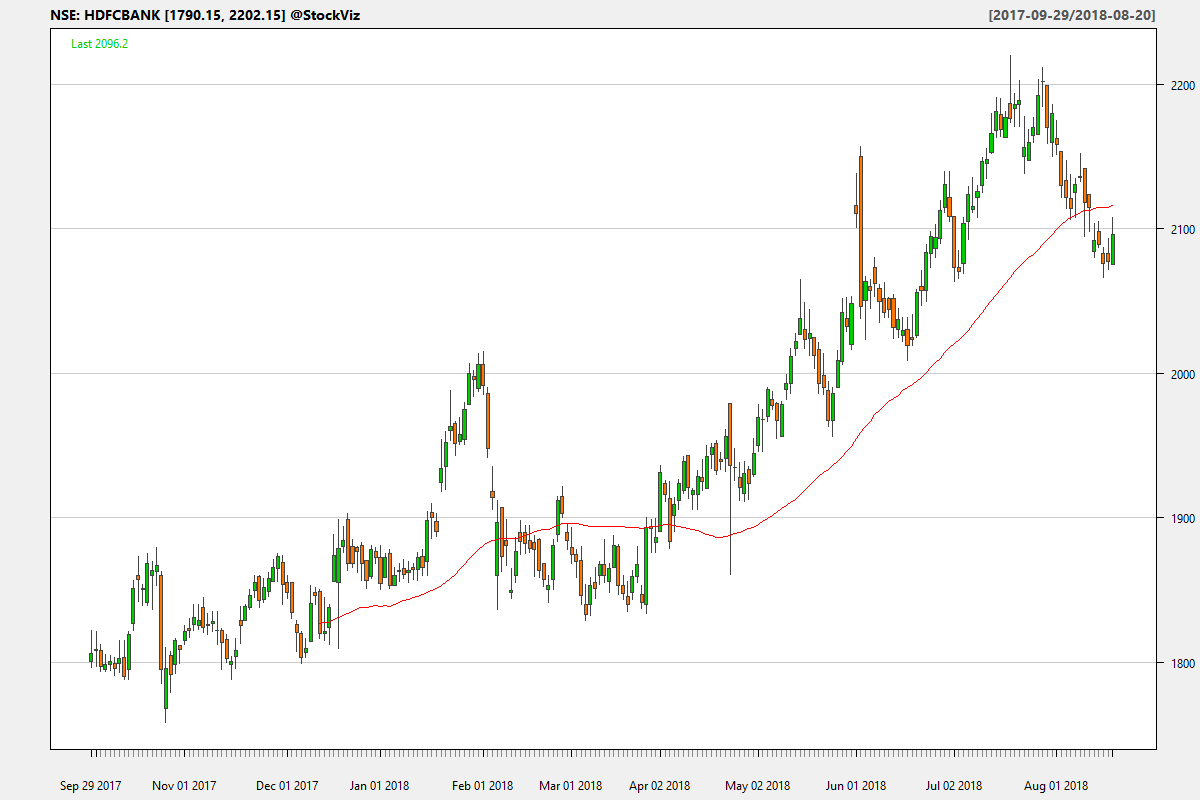 NSE: HDFCBANK [1790.15, 2202.15] @StockViz [2017-09-29/2018-08-20]
Last 2096.2
2200
2100
2000
1900
1800
Sep 29 2017 Nov 01 2017 Dec 01 2017 Jan 01 2018 Feb 01 2018 Mar 01 2018 Apr 02 2018 May 02 2018 Jun 01 2018 Jul 02 2018 Aug 01 2018